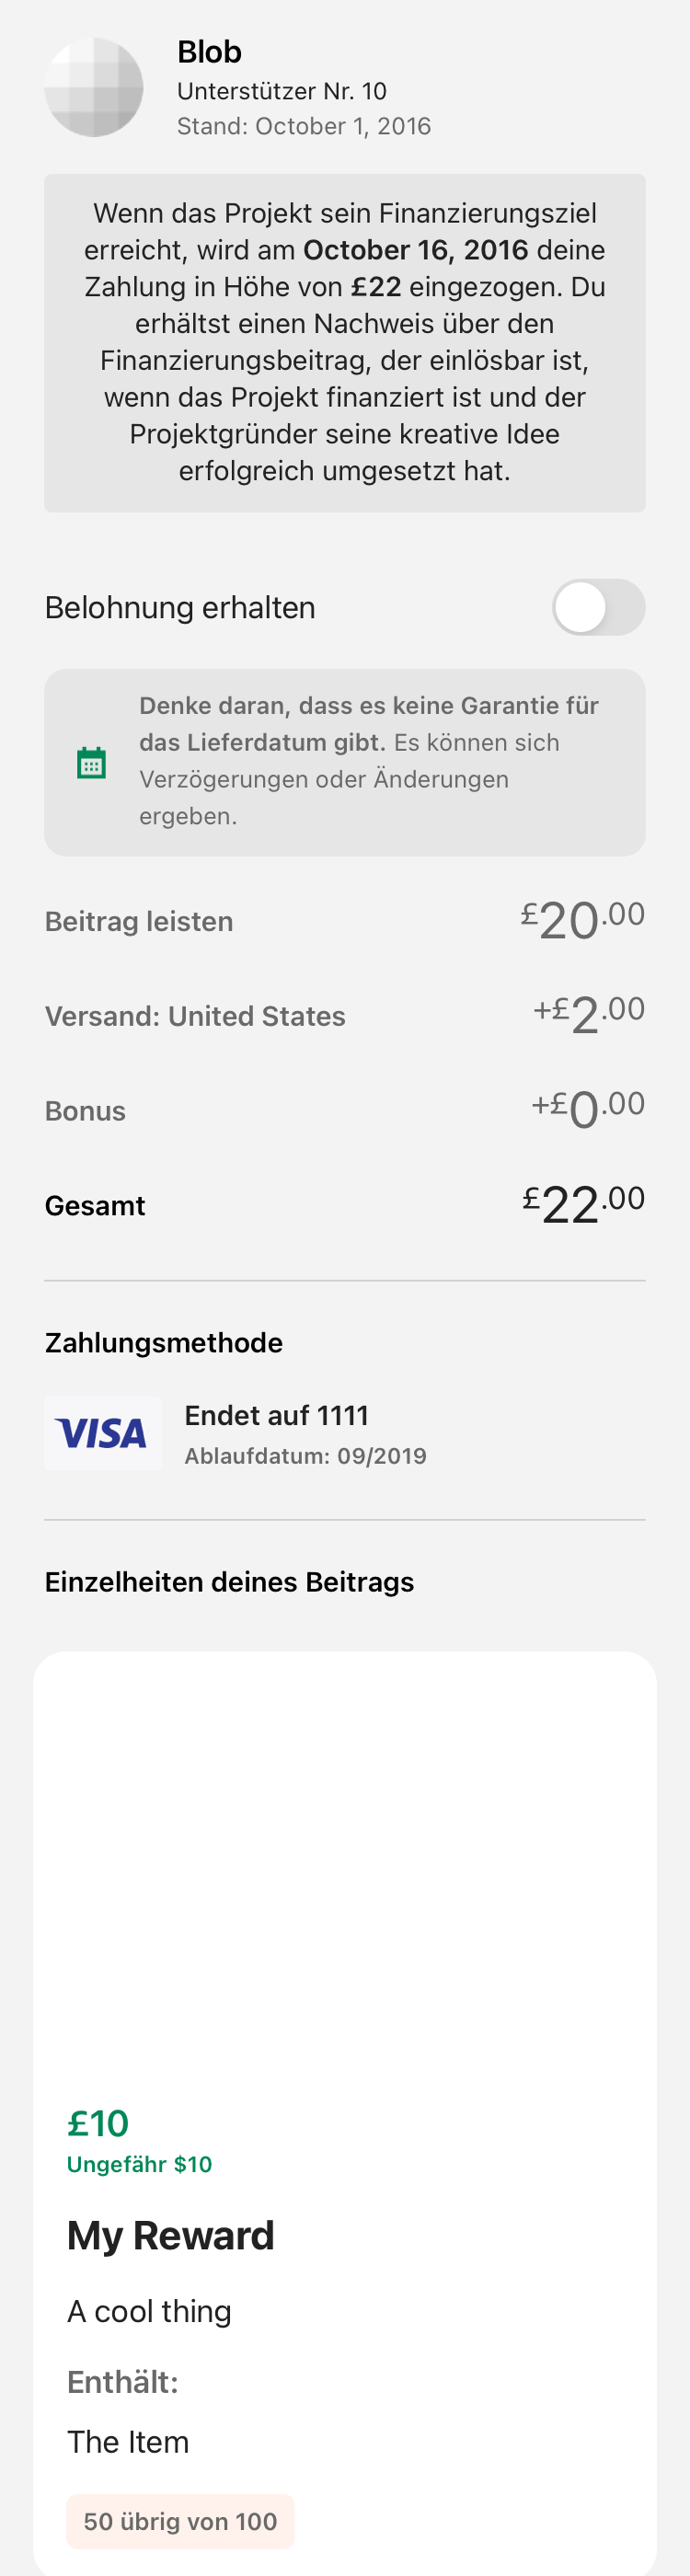 Blob
Unterstützer Nr. 10
Stand: October 1, 2016
Wenn das Projekt sein Finanzierungsziel
erreicht, wird am October 16, 2016 deine
Zahlung in Höhe von £22 eingezogen. Du
erhältst einen Nachweis über den
Finanzierungsbeitrag, der einlösbar ist,
wenn das Projekt finanziert ist und der
Projektgründer seine kreative Idee
erfolgreich umgesetzt hat.
Belohnung erhalten
Denke daran, dass es keine Garantie für
das Lieferdatum gibt. Es können sich
Verzögerungen oder Änderungen
ergeben.
Beitrag leisten £20.00
Versand: United States +£2.00
Bonus +£0.00
Gesamt £22.00
Zahlungsmethode
VISA
Endet auf 1111
Ablaufdatum: 09/2019
Einzelheiten deines Beitrags
£10
Ungefähr $10
My Reward
A cool thing
Enthält:
The Item
50 übrig von 100